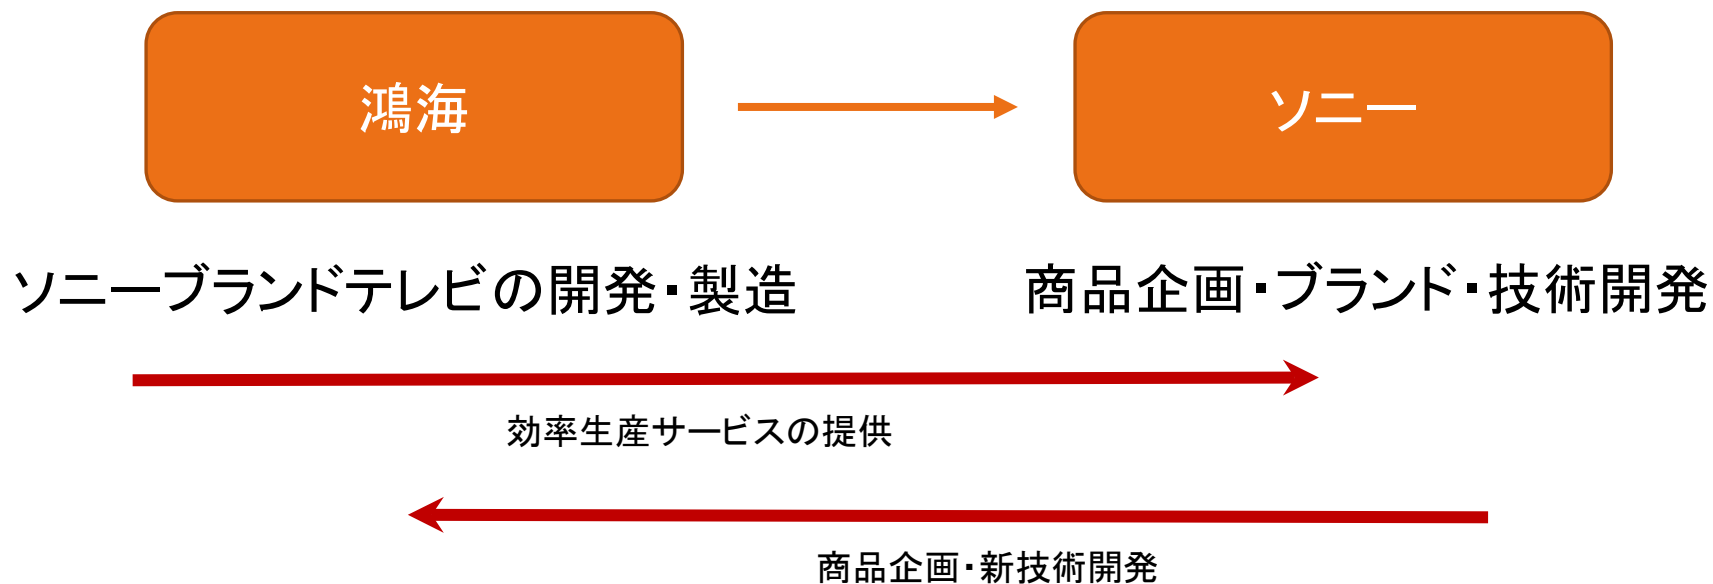 鴻海
ソニー
ソニーブランドテレビの開発・製造
商品企画・ブランド・技術開発
効率生産サービスの提供
商品企画・新技術開発